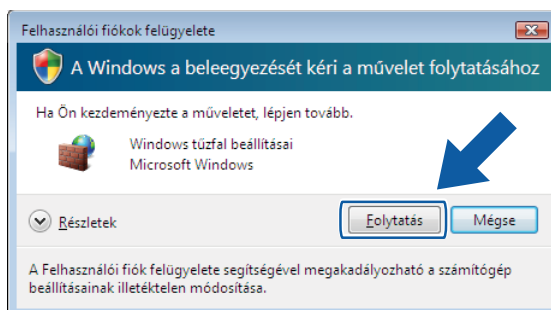 Felhasználói fiókok felügyelete
A Windows a beleegyezését kéri a művelet folytatásához
Ha Ön kezdeményezte a műveletet, lépjen tovább.
Windows tűzfal beállításai
Microsoft Windows
Részletek
Folytatás
Mégse
A Felhasználói fiók felügyelete segítségével megakadályozható a számítógép
beállításainak illetéktelen módosítása.